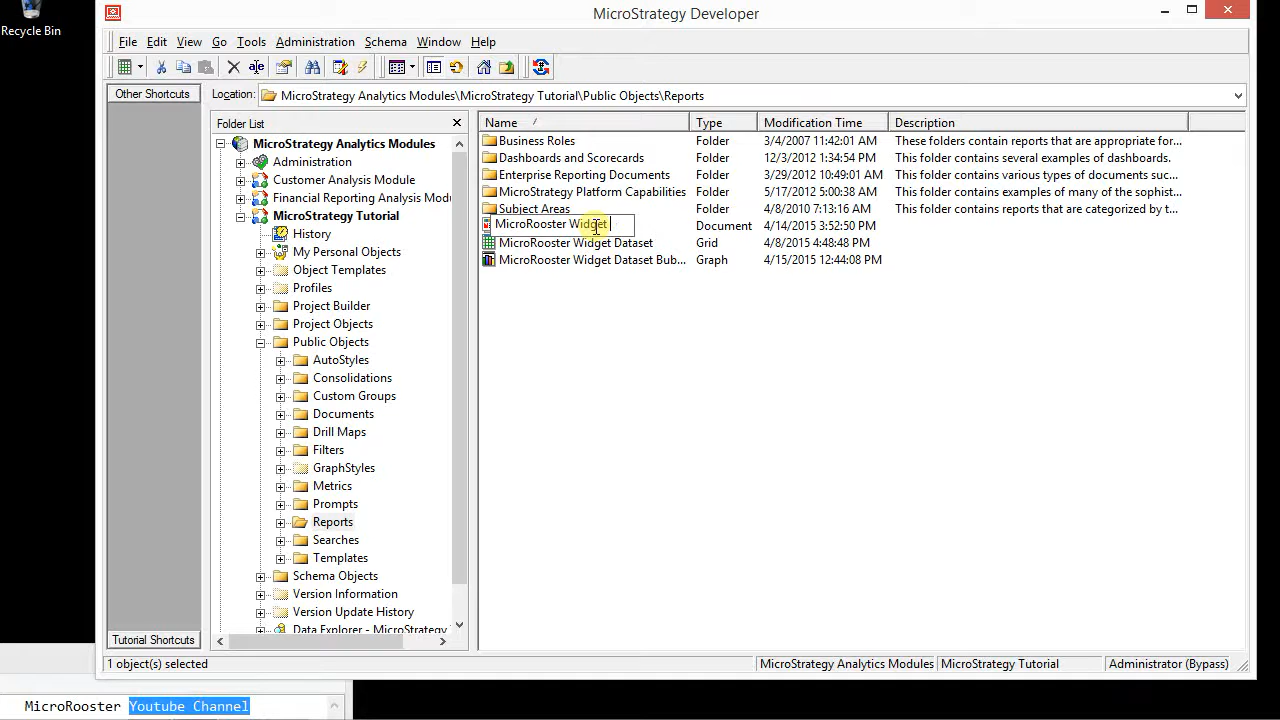 Recycle Bin
MicroStrategy Developer
File Edit View Go Tools Administration Schema Window Help
Other Shortcuts
Location: MicroStrategy Analytics Modules\MicroStrategy Tutorial\Public Objects\Reports
Folder List
MicroStrategy Analytics Modules
Administration
Customer Analysis Module
Financial Reporting Analysis Modu
MicroStrategy Tutorial
History
My Personal Objects
Object Templates
Profiles
Project Builder
Project Objects
Public Objects
AutoStyles
Consolidations
Custom Groups
Documents
Drill Maps
Filters
GraphStyles
Metrics
Prompts
Reports
Searches
Templates
Schema Objects
Version Information
Version Update History
Data Explorer - MicroStrategy
Tutorial Shortcuts
Name Type Modification Time Description
Business Roles Folder 3/4/2007 11:42:01 AM These folders contain reports that are appropriate for...
Dashboards and Scorecards Folder 12/3/2012 1:34:54 PM This folder contains several examples of dashboards.
Enterprise Reporting Documents Folder 3/29/2012 10:49:01 AM This folder contains various types of documents suc...
MicroStrategy Platform Capabilities Folder 5/17/2012 5:00:38 AM This folder contains examples of many of the sophist...
Subject Areas Folder 4/8/2010 7:13:16 AM This folder contains reports that are categorized by t...
MicroRooster Widget Document 4/14/2015 3:52:50 PM
MicroRooster Widget Dataset Grid 4/8/2015 4:48:48 PM
MicroRooster Widget Dataset Bub... Graph 4/15/2015 12:44:08 PM
1 object(s) selected MicroStrategy Analytics Modules MicroStrategy Tutorial Administrator (Bypass)
MicroRooster Youtube Channel